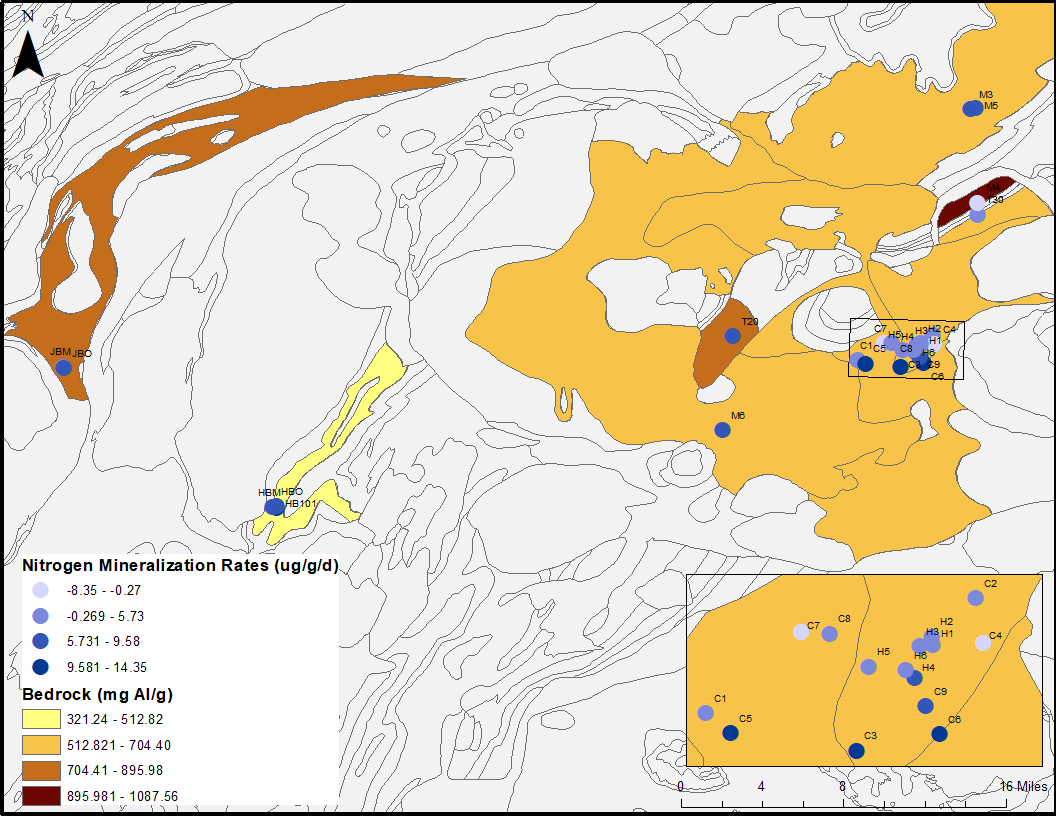 N
M3
M5
M4
T30
T20
C7
H5
H4
H3
H2
C4
H1
C1
C5
C8
H6
C3
C9
C6
JBM
JBO
M6
HBM
HBO
HB101
Nitrogen Mineralization Rates (ug/g/d)
-8.35 - -0.27
-0.269 - 5.73
5.731 - 9.58
9.581 - 14.35
Bedrock (mg Al/g)
321.24 - 512.82
512.821 - 704.40
704.41 - 895.98
895.981 - 1087.56
C2
C7
C8
H2
H3
H1
C4
H5
H6
H4
C9
C1
C5
C6
C3
0 4 8 16 Miles